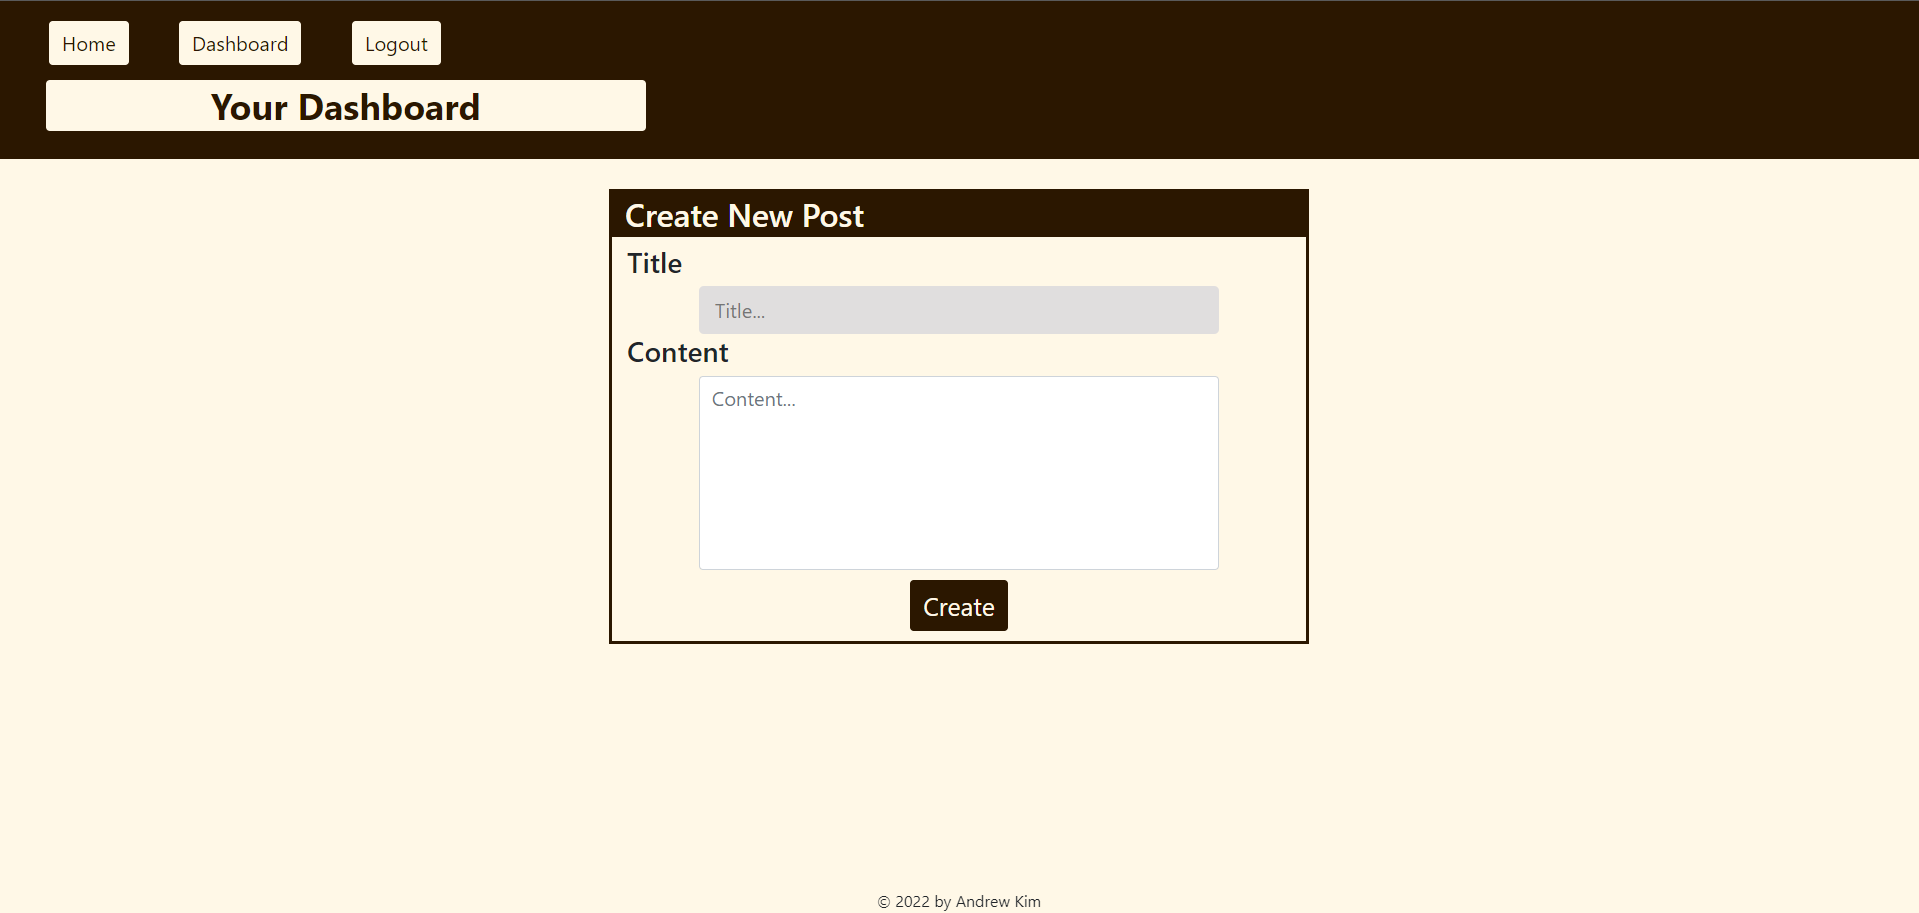 Home Dashboard Logout
Your Dashboard
Create New Post
Title
Title...
Content
Content...
Create
© 2022 by Andrew Kim